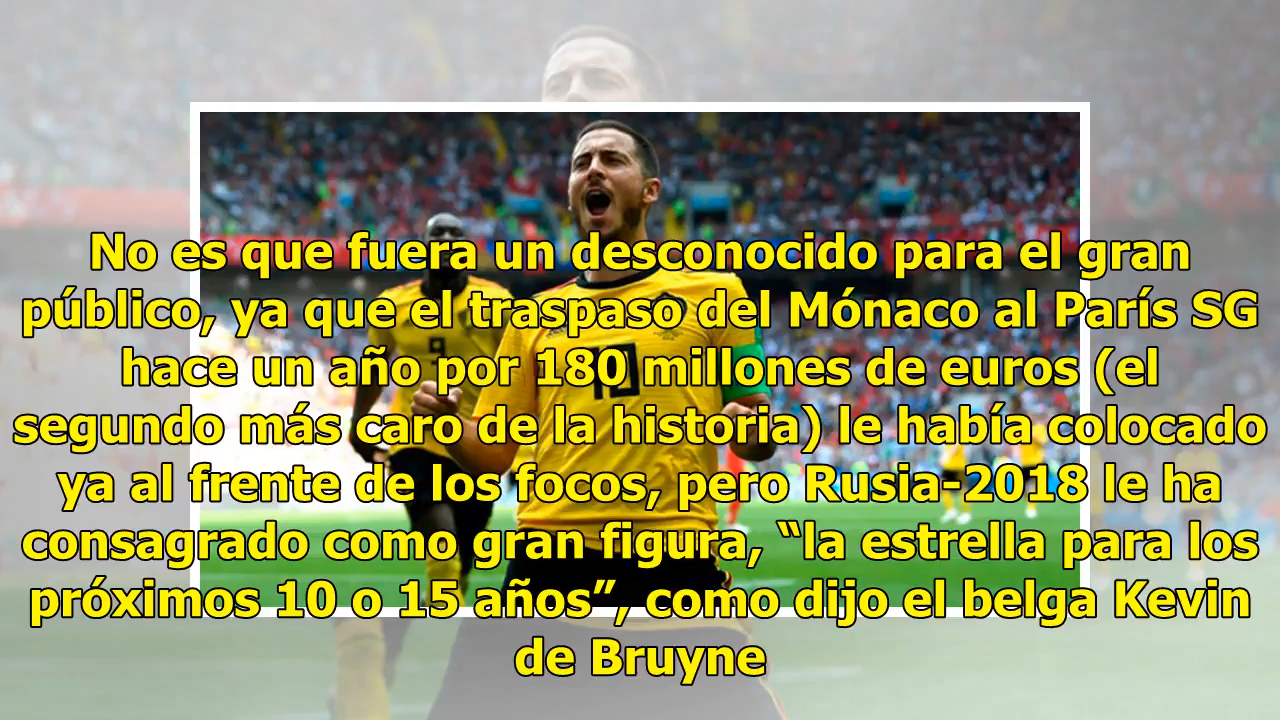 No es que fuera un desconocido para el gran
público, ya que el traspaso del Mónaco al París SG
hace un año por 180 millones de euros (el
segundo más caro de la historia) le había colocado
ya al frente de los focos, pero Rusia-2018 le ha
consagrado como gran figura, “la estrella para los
próximos 10 o 15 años”, como dijo el belga Kevin
de Bruyne
9
10